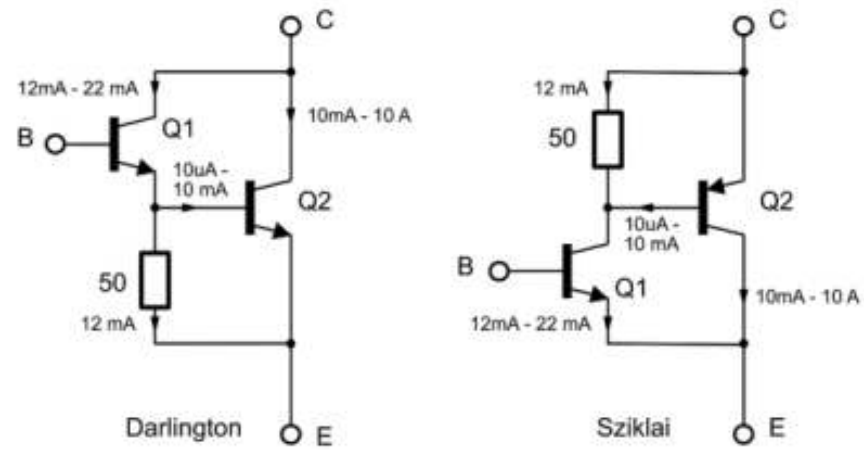 C
12mA - 22 mA
Q1
10mA - 10 A
B
10uA -
10 mA
Q2
50
12 mA
Darlington
E
C
12 mA
50
Q2
10uA -
10 mA
B
Q1
10mA - 10 A
12mA - 22 mA
Sziklai
E